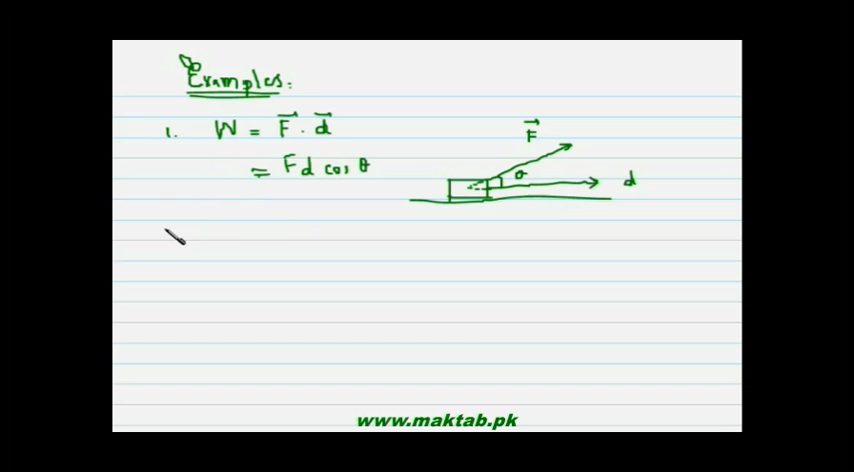 Examples:
1. W = F⃗ . d⃗
= Fd cos θ
F⃗
θ
d
www.maktab.pk